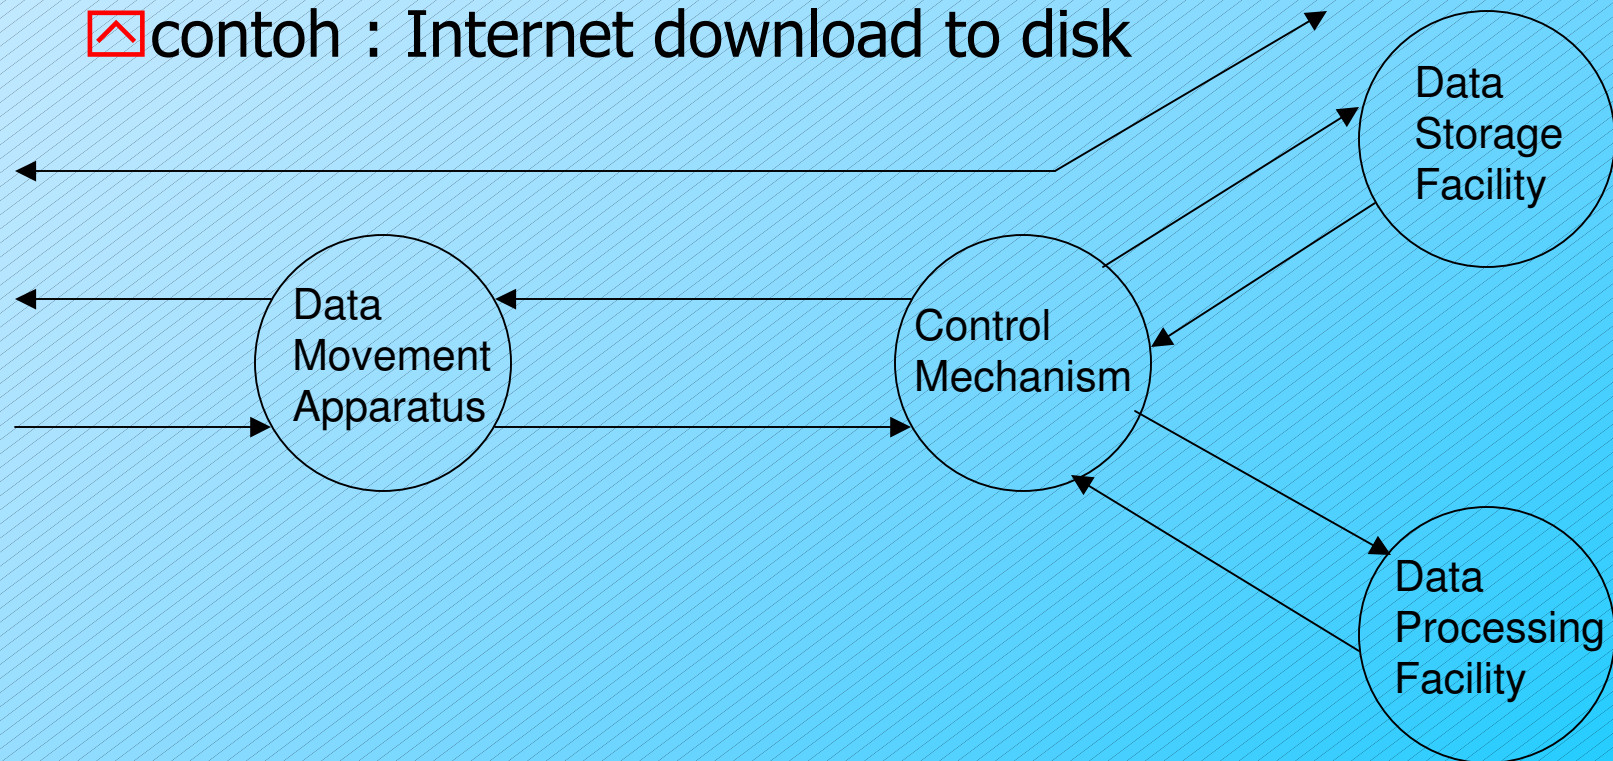 contoh : Internet download to disk
Data
Storage
Facility
Data
Movement
Apparatus
Control
Mechanism
Data
Processing
Facility